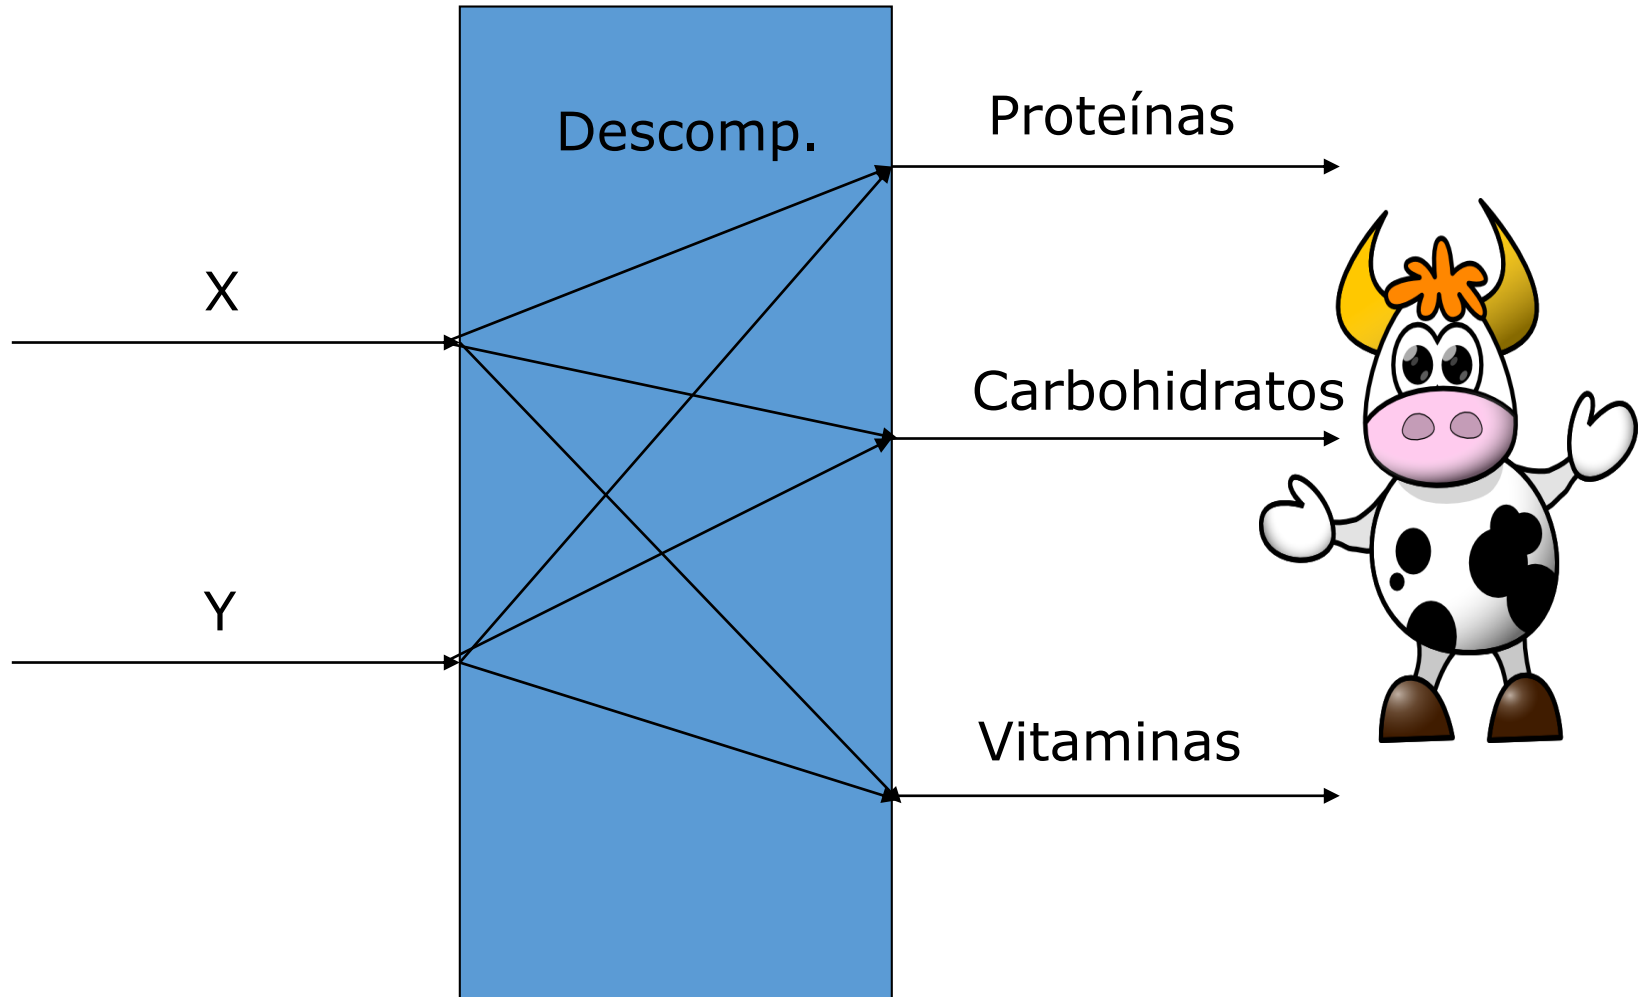 Descomp.
Proteínas
X
Carbohidratos
Y
Vitaminas